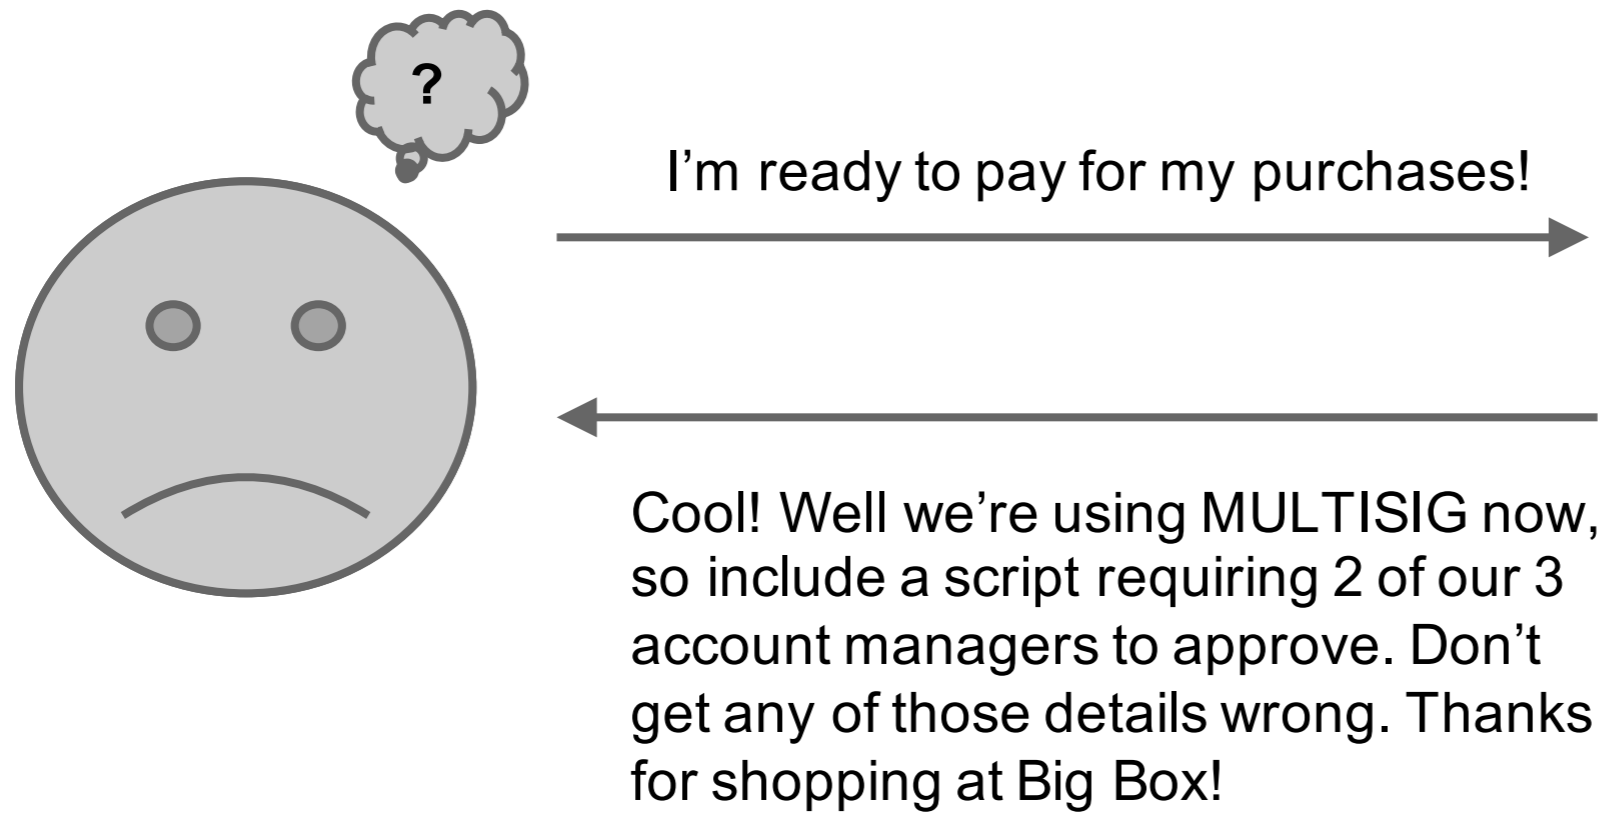 ?
I’m ready to pay for my purchases!
Cool! Well we’re using MULTISIG now,
so include a script requiring 2 of our 3
account managers to approve. Don’t
get any of those details wrong. Thanks
for shopping at Big Box!